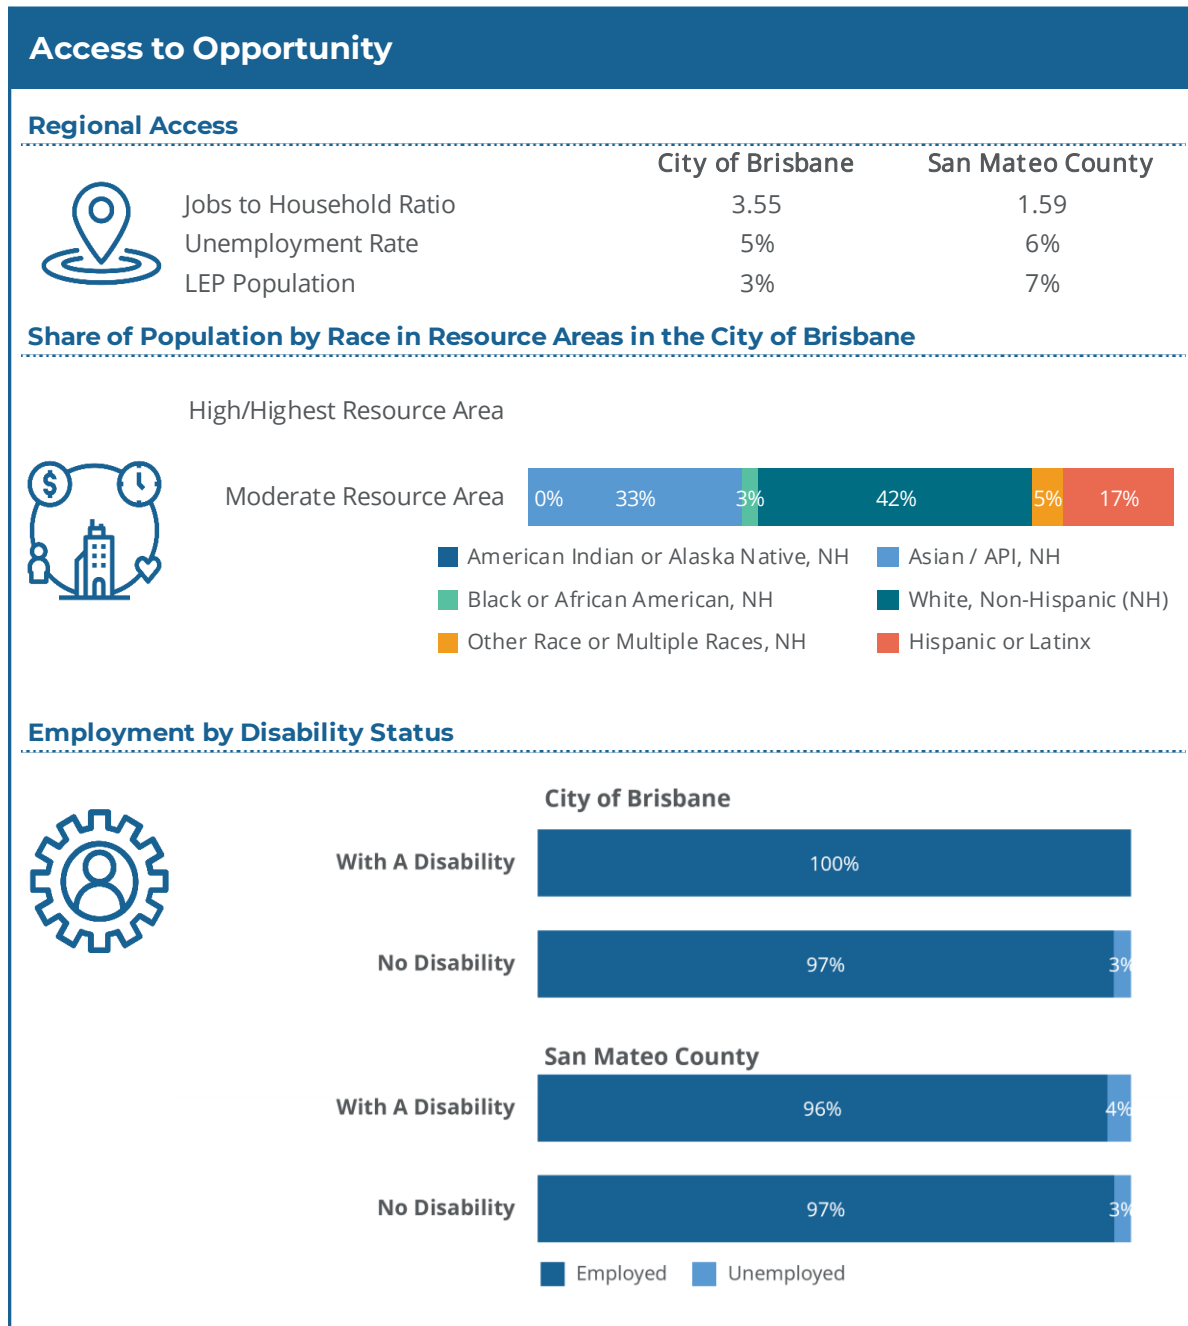 Access to Opportunity
Regional Access
City of Brisbane San Mateo County
Jobs to Household Ratio 3.55 1.59
Unemployment Rate 5% 6%
LEP Population 3% 7%
Share of Population by Race in Resource Areas in the City of Brisbane
High/Highest Resource Area
$
Moderate Resource Area 0% 33% 3% 42% 5% 17%
American Indian or Alaska Native, NH Asian / API, NH
Black or African American, NH White, Non-Hispanic (NH)
Other Race or Multiple Races, NH Hispanic or Latinx
Employment by Disability Status
City of Brisbane
With A Disability 100%
No Disability 97% 3%
San Mateo County
With A Disability 96% 4%
No Disability 97% 3%
Employed Unemployed